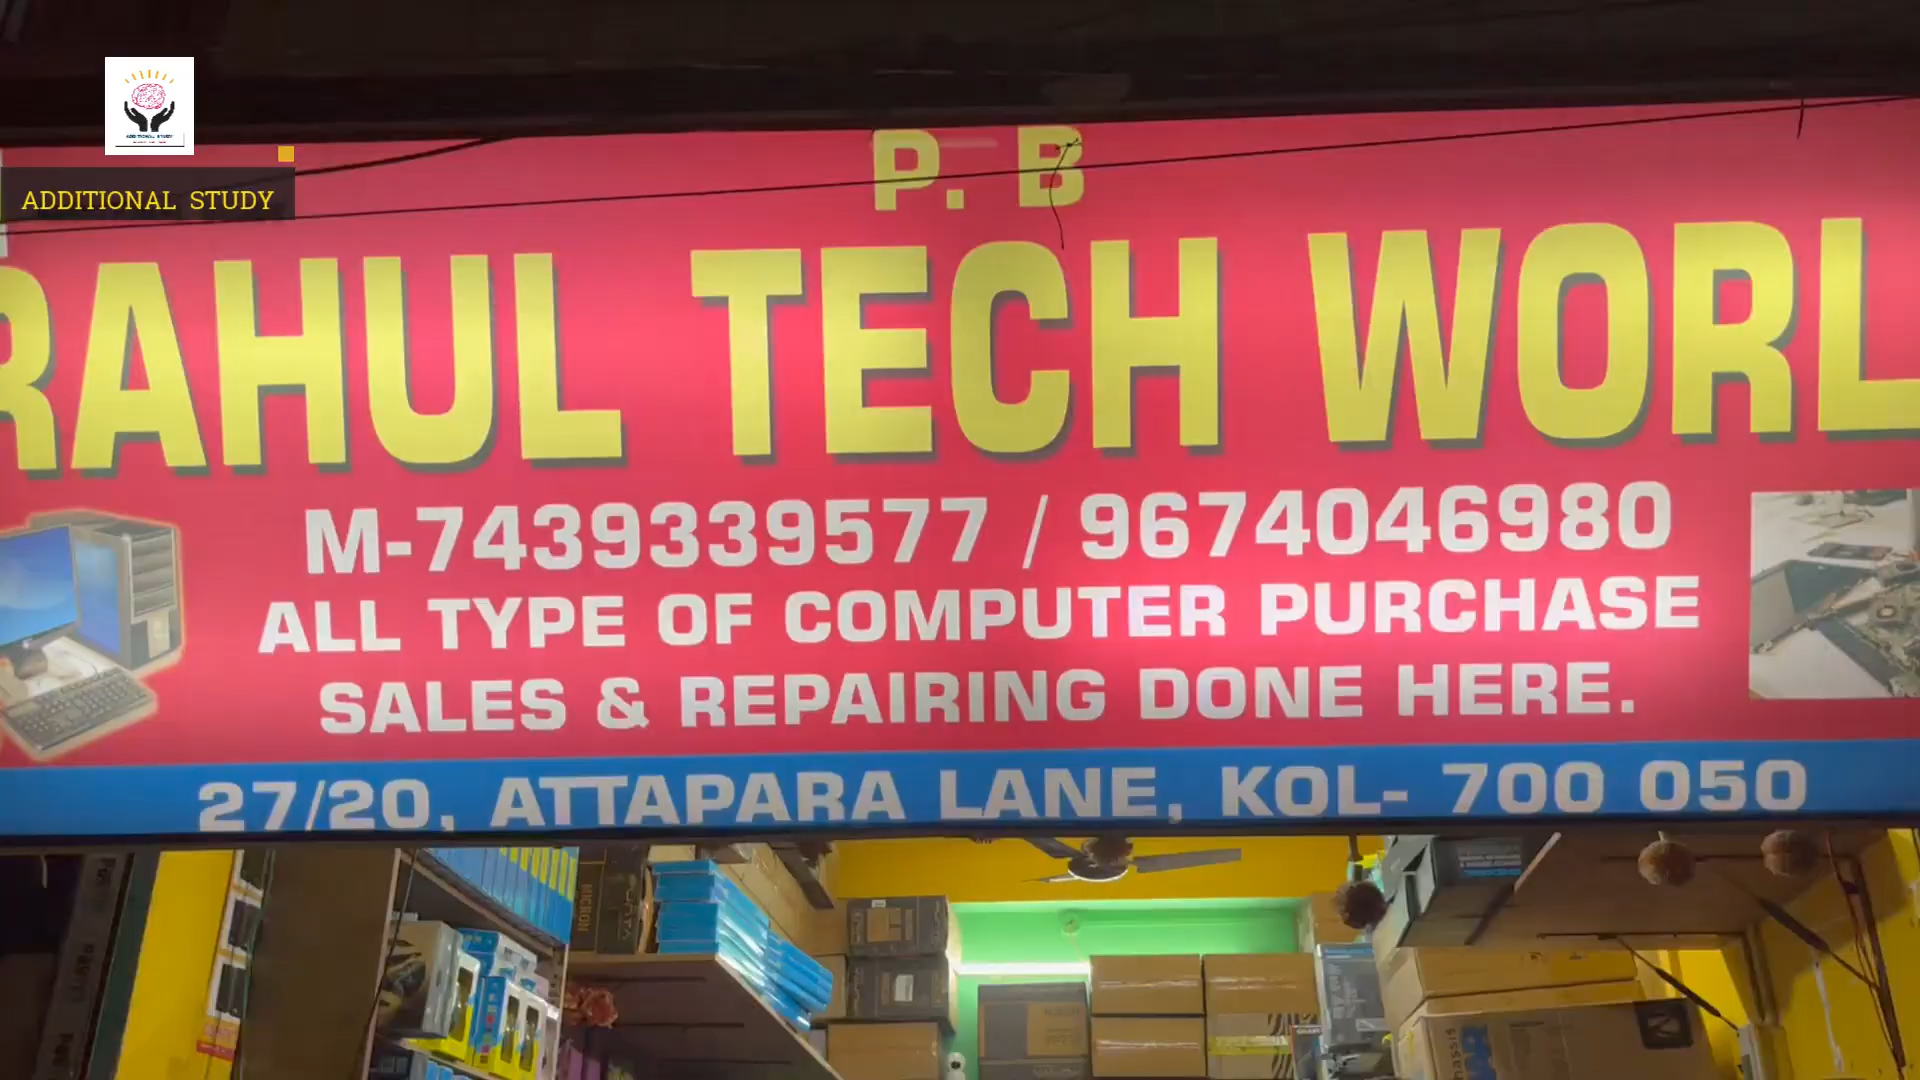 ADDITIONAL STUDY
P. B
RAHUL TECH WORL
M-7439339577 / 9674046980
ALL TYPE OF COMPUTER PURCHASE
SALES & REPAIRING DONE HERE.
27/20, ATTAPARA LANE, KOL- 700 050
MICRON